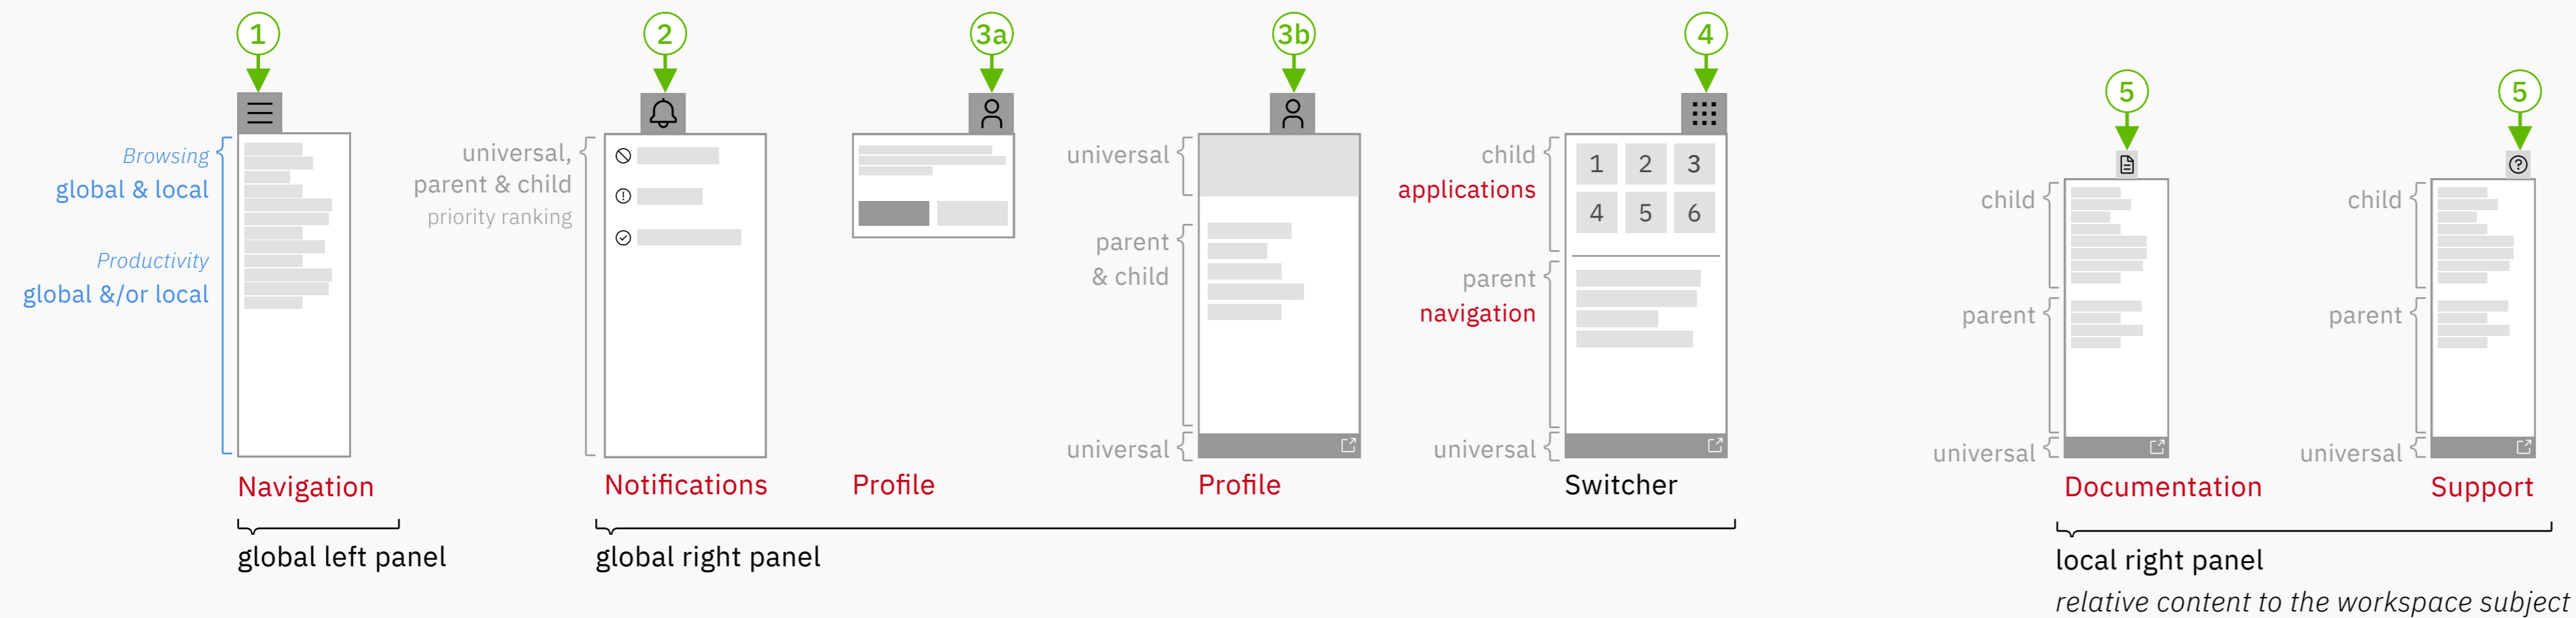 1
Browsing
global & local
Productivity
global &/or local
Navigation
global left panel
2
universal,
parent & child
priority ranking
Notifications
3a
Profile
3b
universal
parent
& child
universal
Profile
4
child
applications
1 2 3
4 5 6
parent
navigation
universal
Switcher
global right panel
5
child
parent
universal
Documentation
5
child
parent
universal
Support
local right panel
relative content to the workspace subject